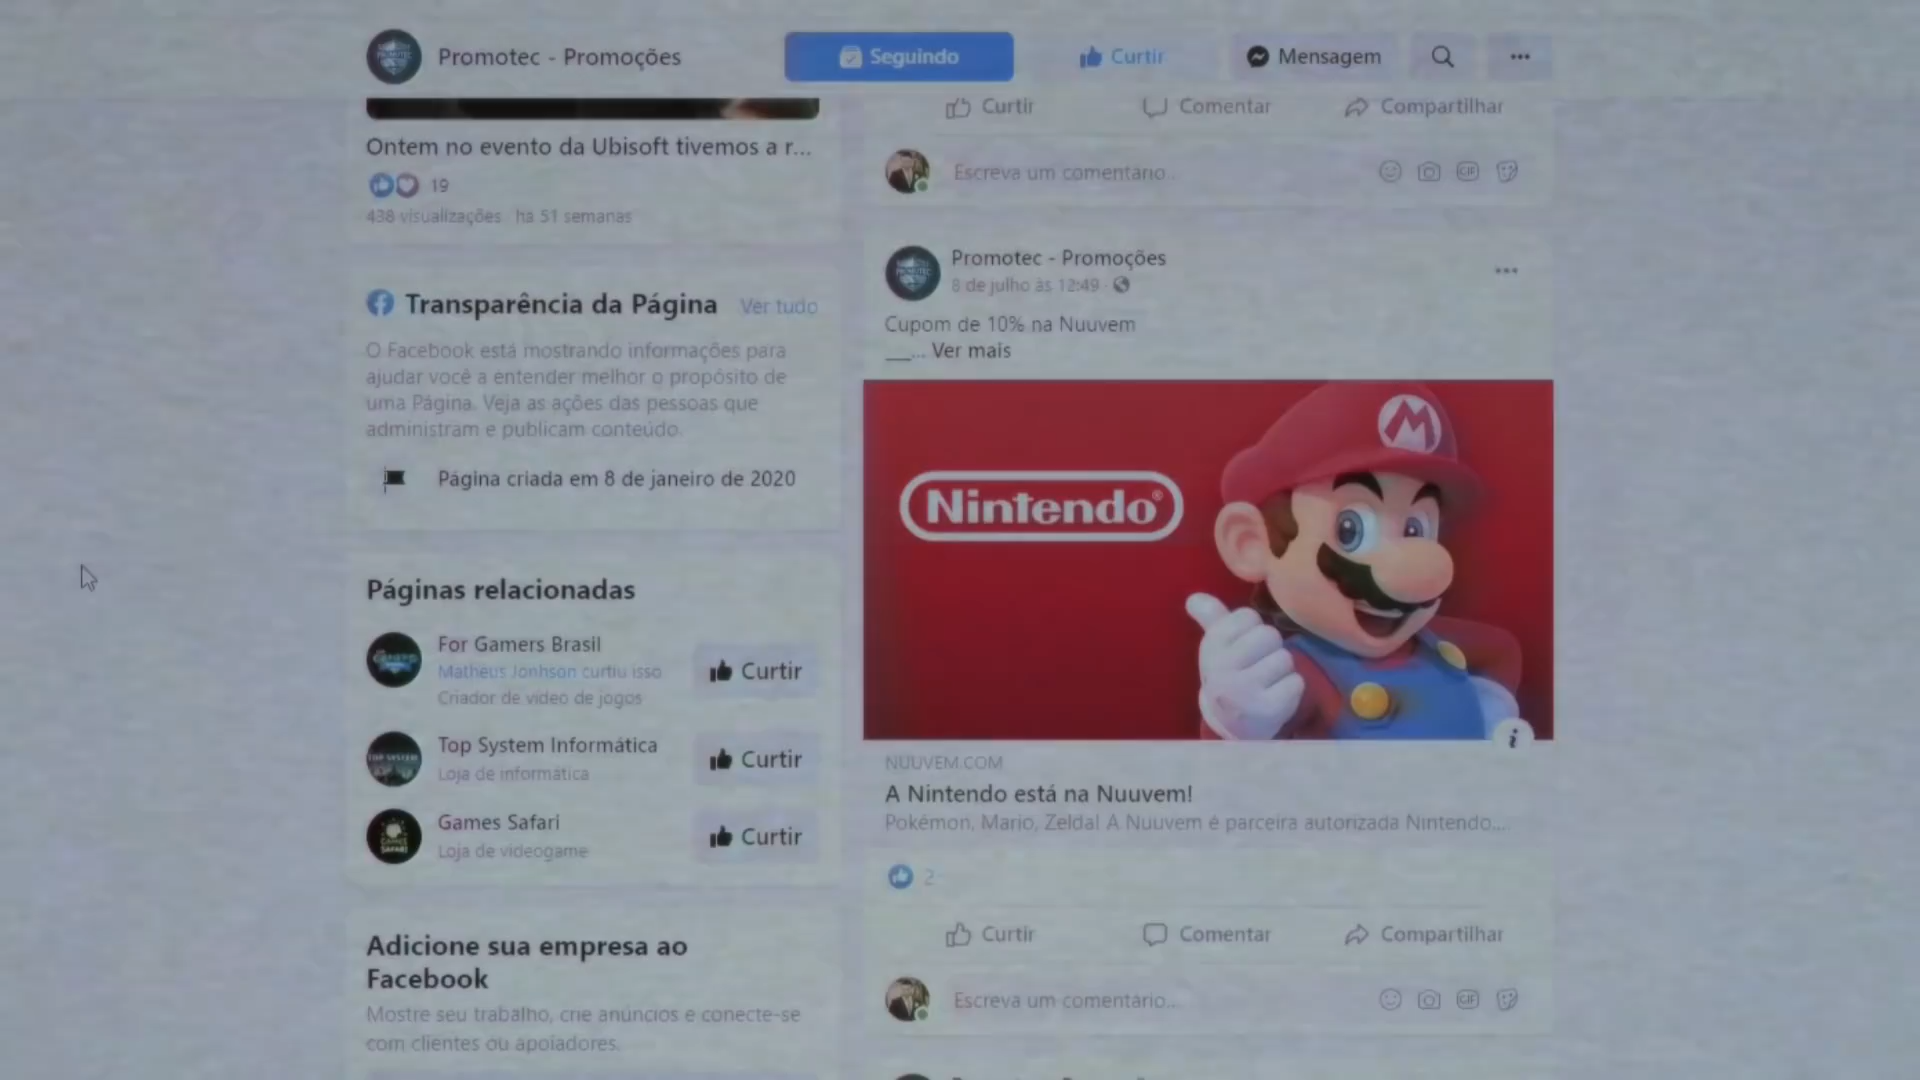 Promotec - Promoções
Seguindo
Curtir
Mensagem
Ontem no evento da Ubisoft tivemos a r...
19
438 visualizações · há 51 semanas
Transparência da Página
Ver tudo
O Facebook está mostrando informações para
ajudar você a entender melhor o propósito de
uma Página. Veja as ações das pessoas que
administram e publicam conteúdo.
Página criada em 8 de janeiro de 2020
Páginas relacionadas
For Gamers Brasil
Matheus Jonhson curtiu isso
Criador de vídeo de jogos
Curtir
Top System Informática
Loja de informática
Curtir
Games Safari
Loja de videogame
Curtir
Adicione sua empresa ao
Facebook
Mostre seu trabalho, crie anúncios e conecte-se
com clientes ou apoiadores.
Curtir
Comentar
Compartilhar
Escreva um comentário...
GIF
Promotec - Promoções
8 de julho às 12:49 ·
Cupom de 10% na Nuuvem
___... Ver mais
Nintendo®
M
NUUVEM.COM
A Nintendo está na Nuuvem!
Pokémon, Mario, Zelda! A Nuuvem é parceira autorizada Nintendo...
2
Curtir
Comentar
Compartilhar
Escreva um comentário...
GIF